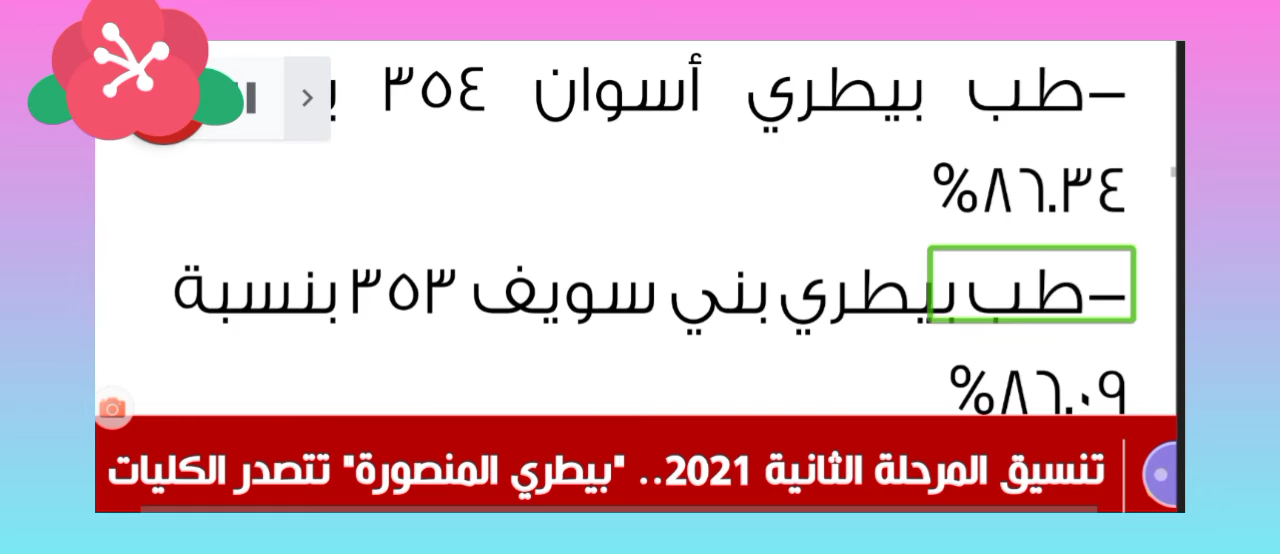 –طب بيطري أسوان ٣٥٤
٨٦.٣٤%
–طب بيطري بني سويف ٣٥٣ بنسبة
٨٦.٠٩%
تنسيق المرحلة الثانية 2021.. "بيطري المنصورة" تتصدر الكليات